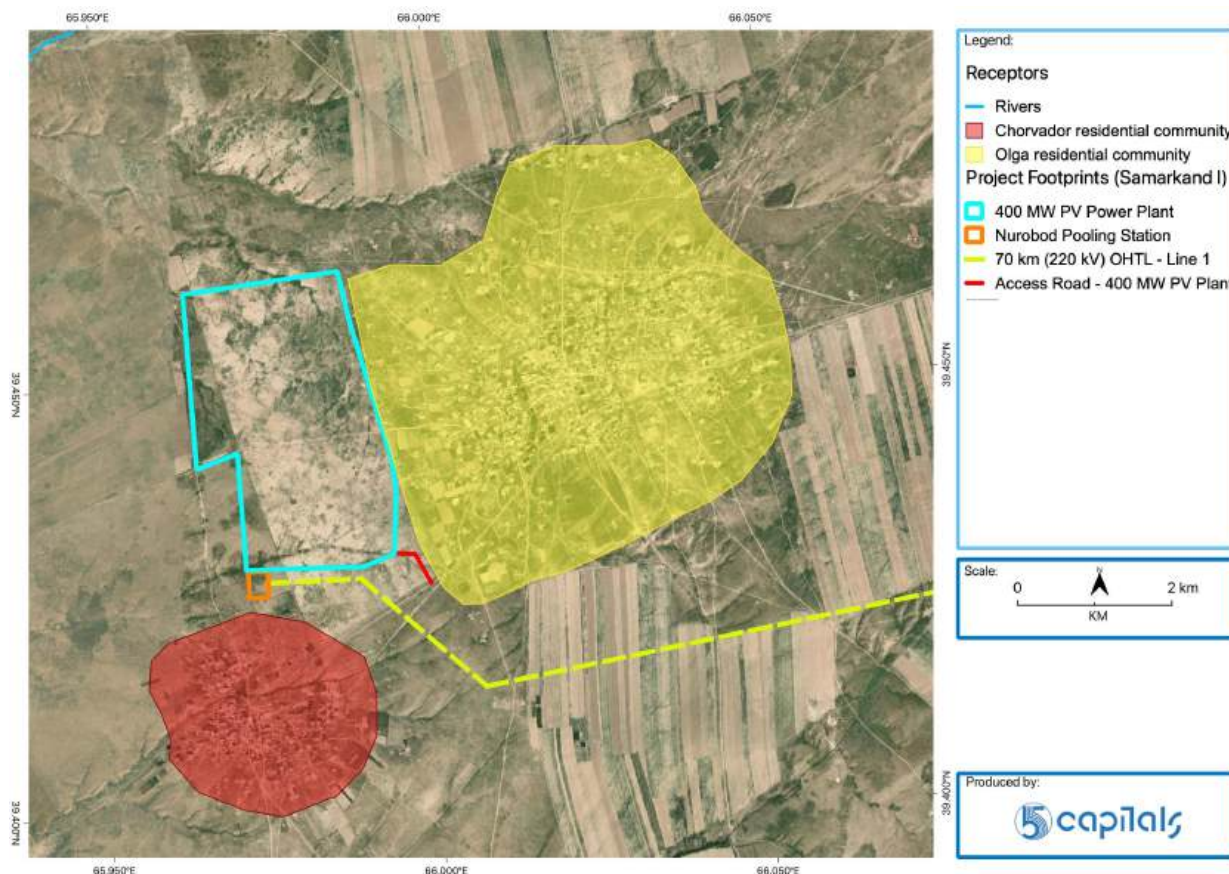 65.950°E 66.000°E 66.050°E
39.450°N
39.450°N
39.400°N
39.400°N
65.950°E 66.000°E 66.050°E
Legend:
Receptors
Rivers
Chorvador residential community
Olga residential community
Project Footprints (Samarkand I)
400 MW PV Power Plant
Nurobod Pooling Station
70 km (220 kV) OHTL - Line 1
Access Road - 400 MW PV Plant
Scale:
N
0 2 km
KM
Produced by:
5 capitals